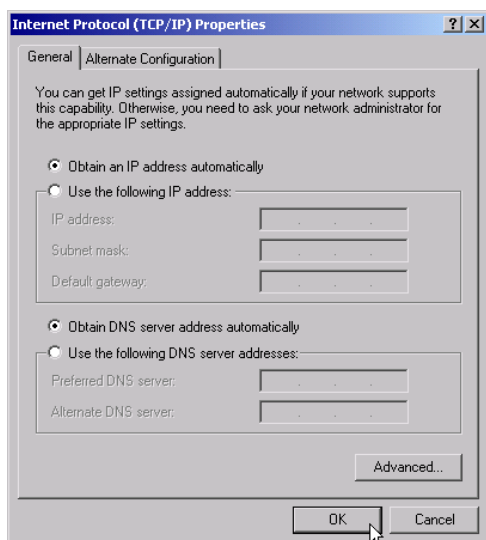 Internet Protocol (TCP/IP) Properties
General
Alternate Configuration
You can get IP settings assigned automatically if your network supports
this capability. Otherwise, you need to ask your network administrator for
the appropriate IP settings.
Obtain an IP address automatically
Use the following IP address:
IP address:
Subnet mask:
Default gateway:
Obtain DNS server address automatically
Use the following DNS server addresses:
Preferred DNS server:
Alternate DNS server:
Advanced...
OK
Cancel